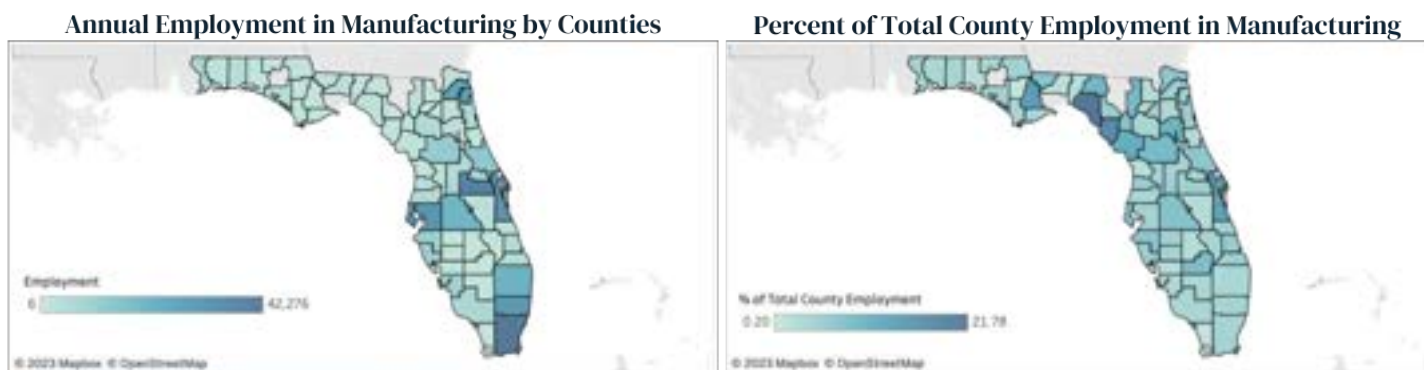 Annual Employment in Manufacturing by Counties
Employment
6 42,276
© 2023 Mapbox © OpenStreetMap
Percent of Total County Employment in Manufacturing
% of Total County Employment
0.20 21.78
© 2023 Mapbox © OpenStreetMap